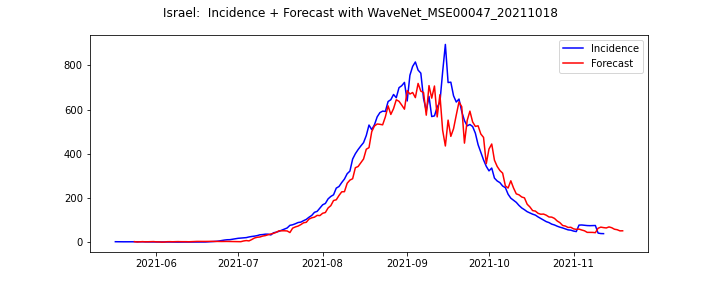 Israel:  Incidence + Forecast with WaveNet_MSE00047_20211018
Incidence
Forecast
800
600
400
200
0
2021-06 2021-07 2021-08 2021-09 2021-10 2021-11